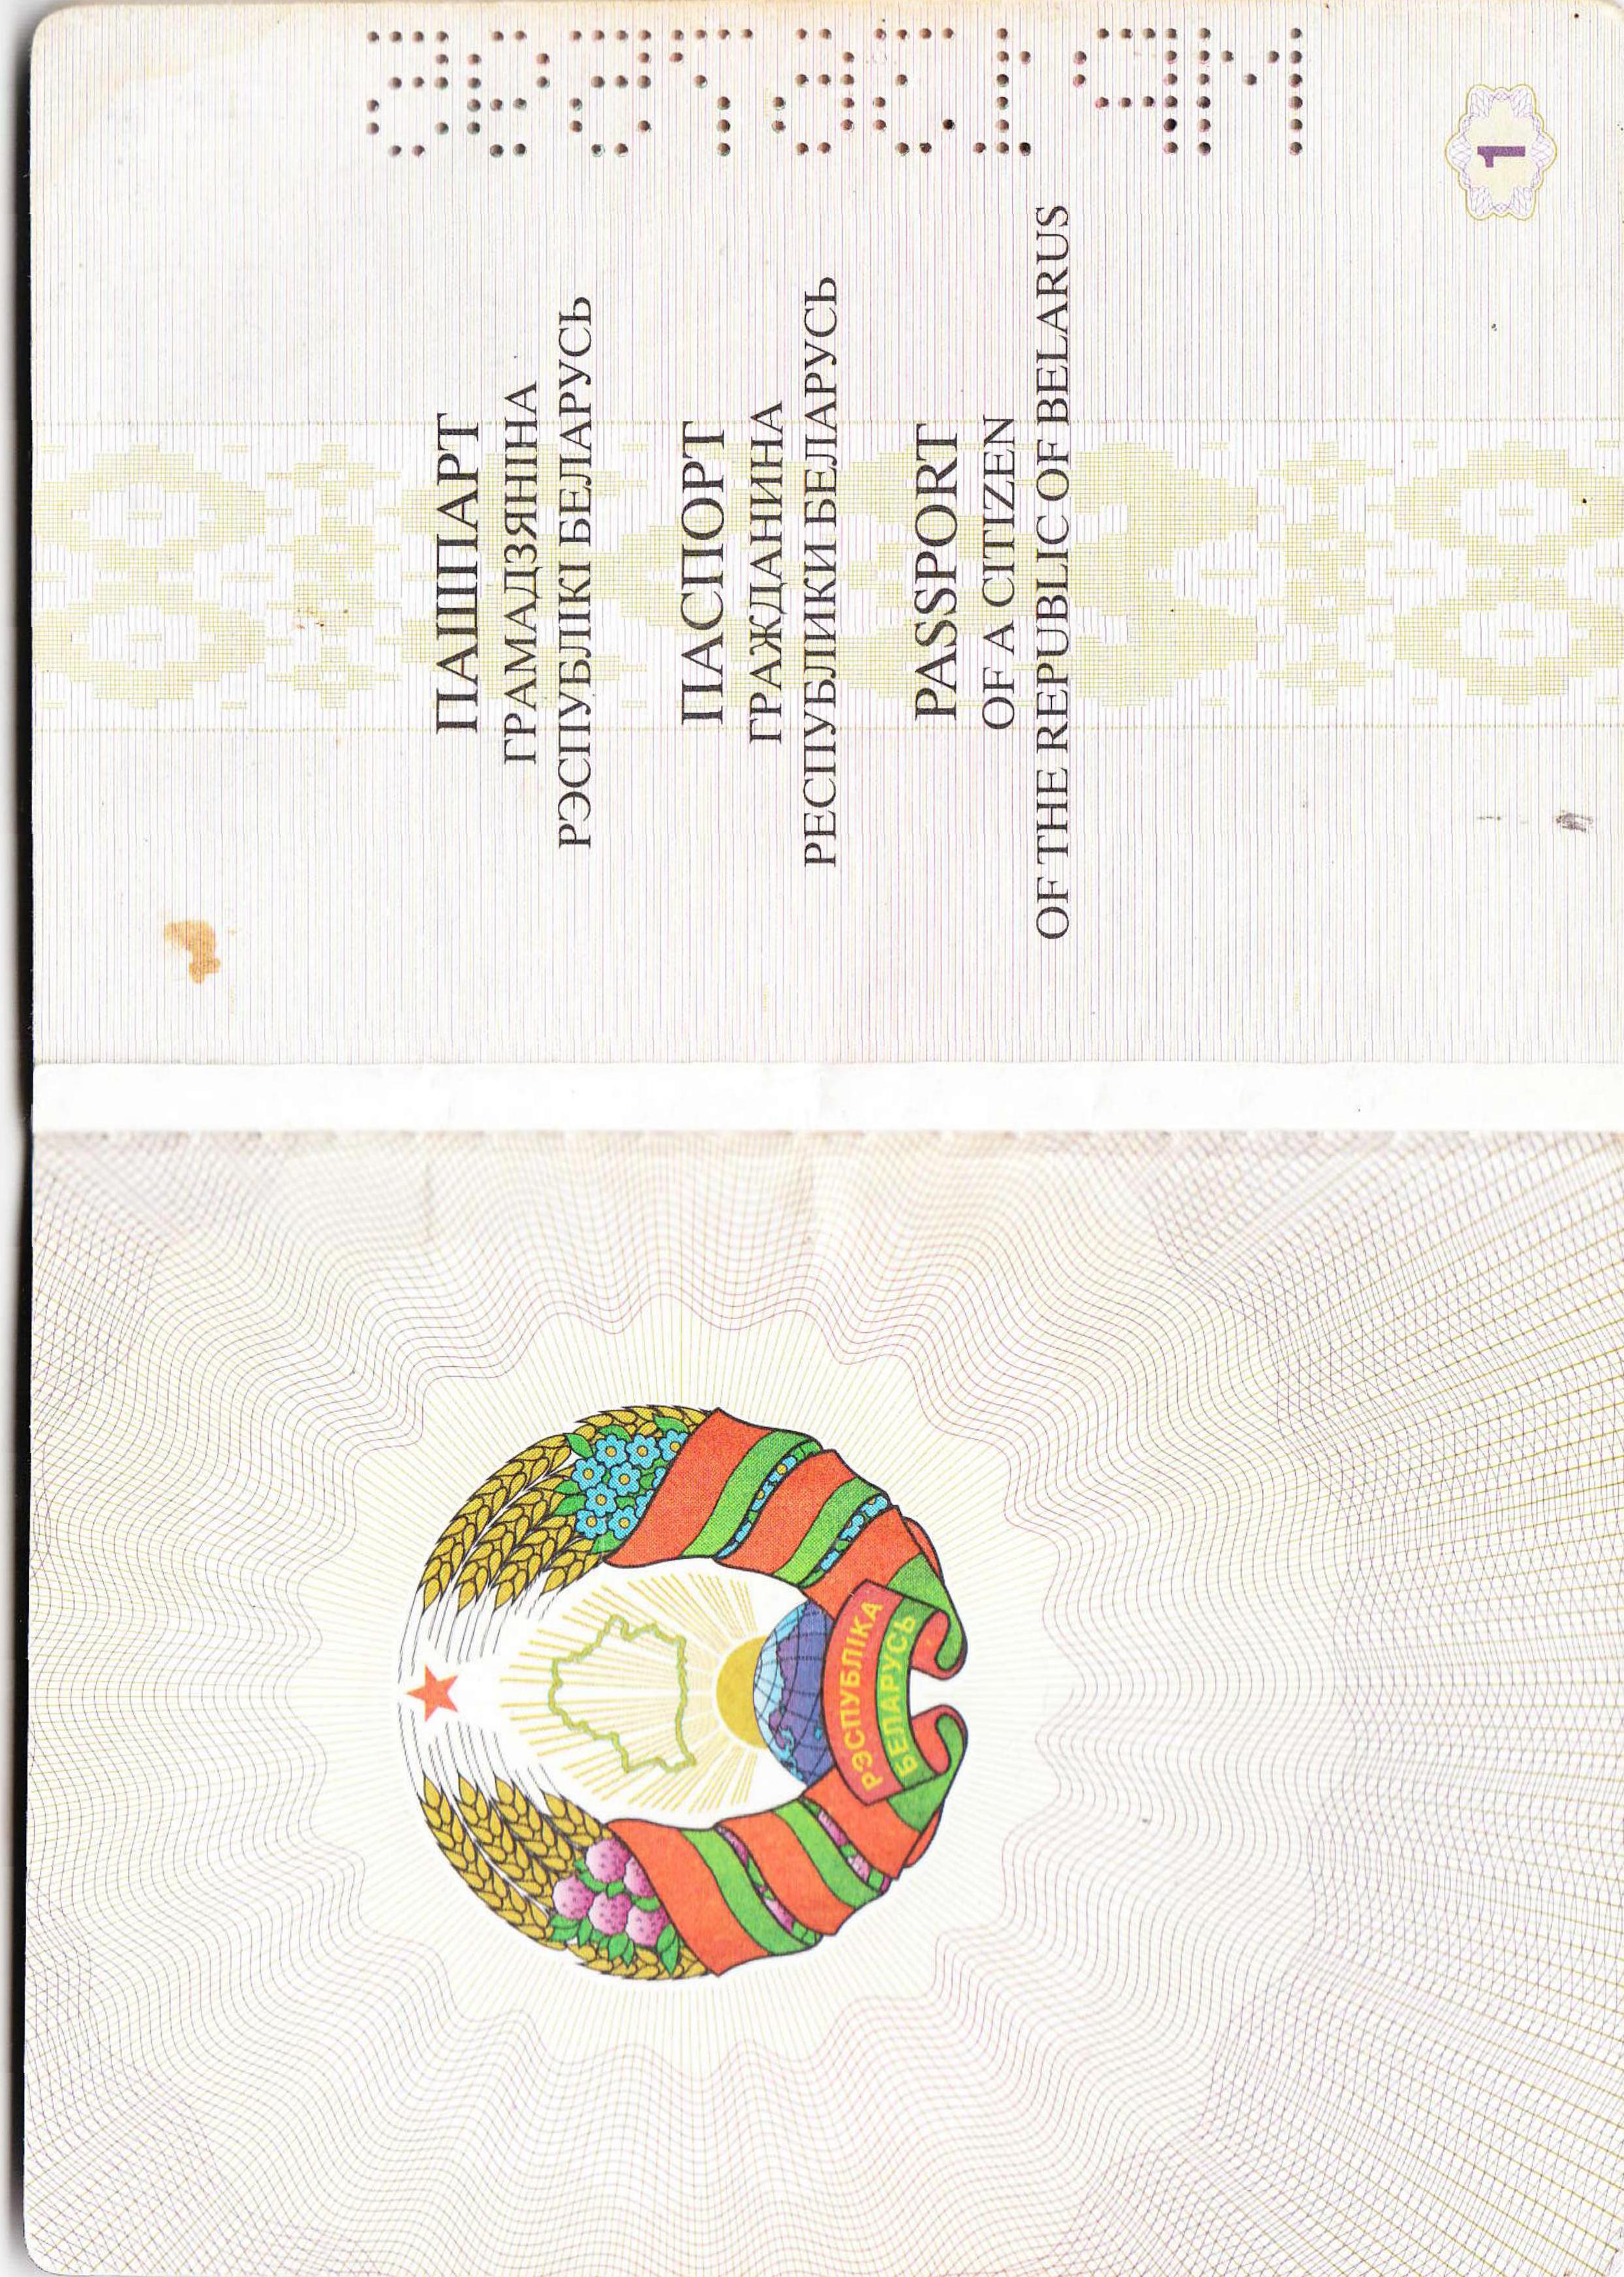 РЭСПУБЛІКА
БЕЛАРУСЬ
ПАШПАРТ
ГРАМАДЗЯНІНА
РЭСПУБЛІКІ БЕЛАРУСЬ
ПАСПОРТ
ГРАЖДАНИНА
РЕСПУБЛИКИ БЕЛАРУСЬ
PASSPORT
OF A CITIZEN
OF THE REPUBLIC OF BELARUS
1